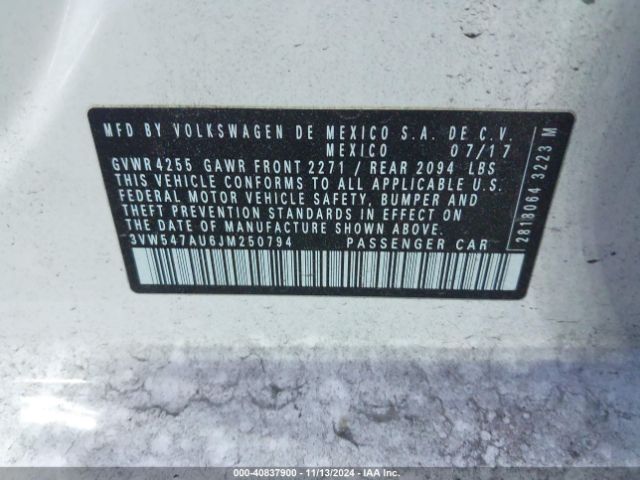 MFD BY VOLKSWAGEN DE MEXICO S.A. DE C.V.
MEXICO 07/17
GVWR 4255 GAWR FRONT 2271 / REAR 2094 LBS
THIS VEHICLE CONFORMS TO ALL APPLICABLE U.S.
FEDERAL MOTOR VEHICLE SAFETY, BUMPER AND
THEFT PREVENTION STANDARDS IN EFFECT ON
THE DATE OF MANUFACTURE SHOWN ABOVE.
3VW547AU6JM250794 PASSENGER CAR
2818064 3223 M
000-40837900 - 11/13/2024 - IAA Inc.